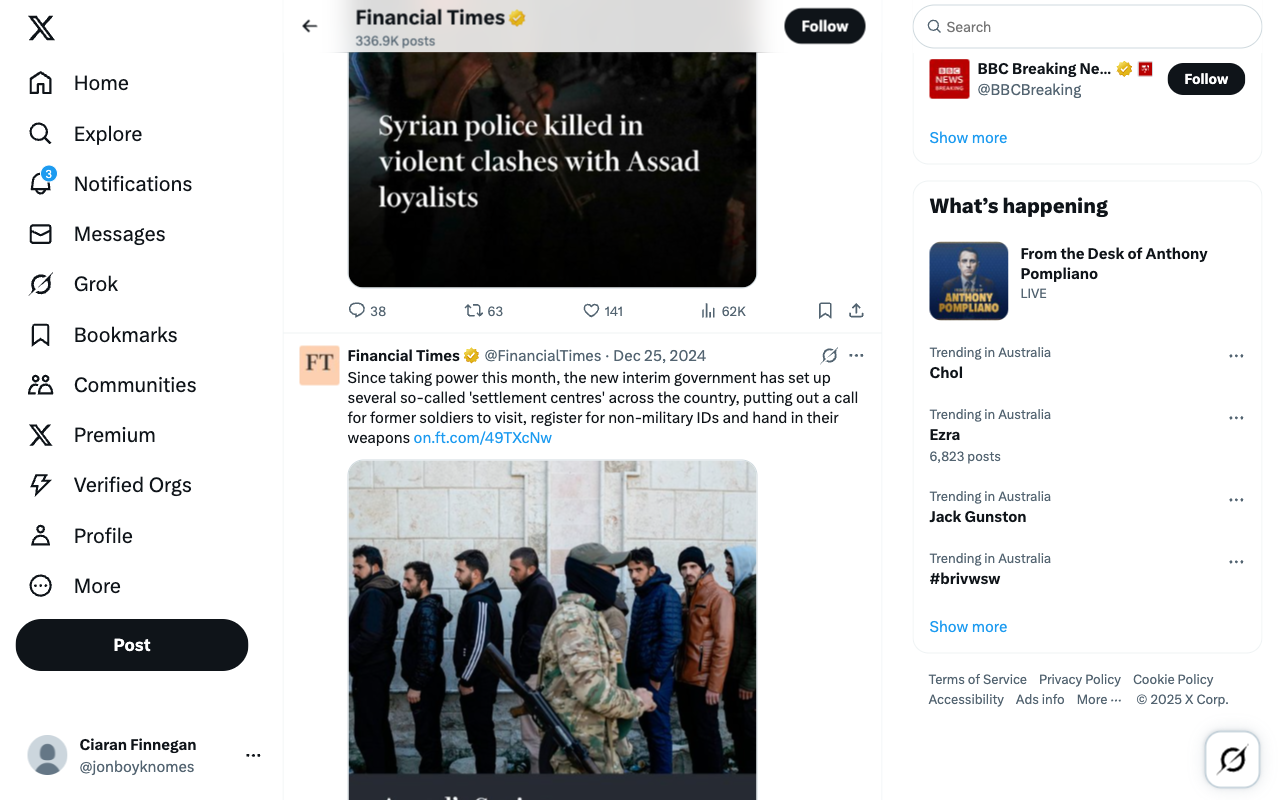 Financial Times
336.9K posts
Follow
Syrian police killed in
violent clashes with Assad
loyalists
38
63
141
62K
FT
Financial Times @FinancialTimes · Dec 25, 2024
Since taking power this month, the new interim government has set up
several so-called 'settlement centres' across the country, putting out a call
for former soldiers to visit, register for non-military IDs and hand in their
weapons on.ft.com/49TXcNw
Home
Explore
3
Notifications
Messages
Grok
Bookmarks
Communities
Premium
Verified Orgs
Profile
More
Post
Ciaran Finnegan
@jonboyknomes
Search
BBC
NEWS
BREAKING
BBC Breaking Ne...
@BBCBreaking
Follow
Show more
What's happening
ANTHONY
POMPLIANO
From the Desk of Anthony
Pompliano
LIVE
Trending in Australia
Chol
Trending in Australia
Ezra
6,823 posts
Trending in Australia
Jack Gunston
Trending in Australia
#brivwsw
Show more
Terms of Service Privacy Policy Cookie Policy
Accessibility Ads info More ··· © 2025 X Corp.